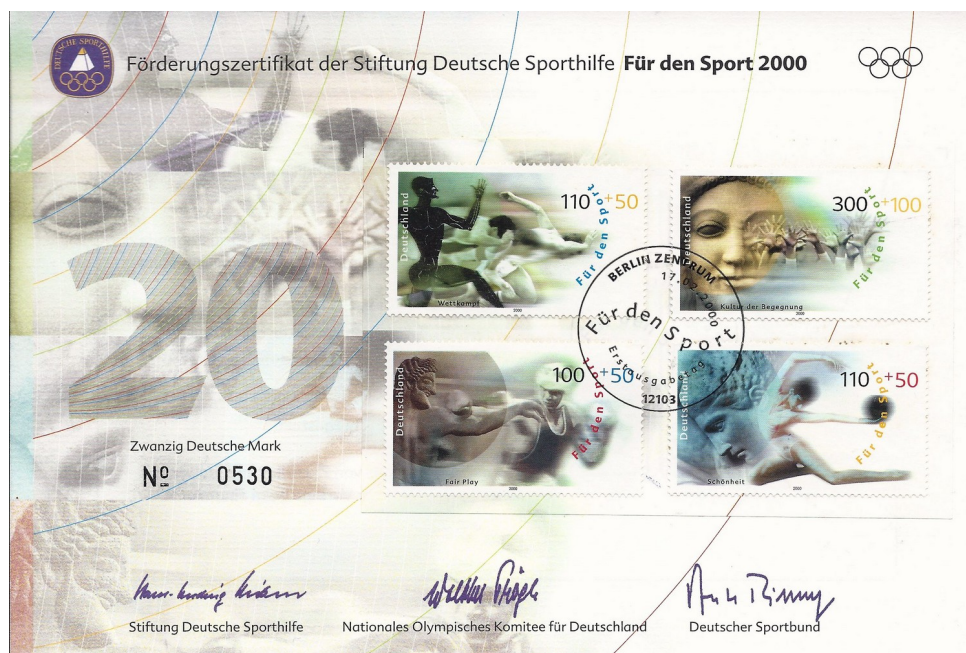 DEUTSCHE SPORTHILFE
Förderungszertifikat der Stiftung Deutsche Sporthilfe Für den Sport 2000
Deutschland
110 +50
Für den Sport
Wettkampf
2000
Deutschland
300 +100
Für den Sport
Kultur der Begegnung
2000
BERLIN ZENTRUM
17.02.2000
Für den Sport
Erstausgabetag
12103
20
Zwanzig Deutsche Mark
Nº 0530
Deutschland
100 +50
Für den Sport
Fair Play
2000
Deutschland
110 +50
Für den Sport
Schönheit
2000
Stiftung Deutsche Sporthilfe
Nationales Olympisches Komitee für Deutschland
Deutscher Sportbund